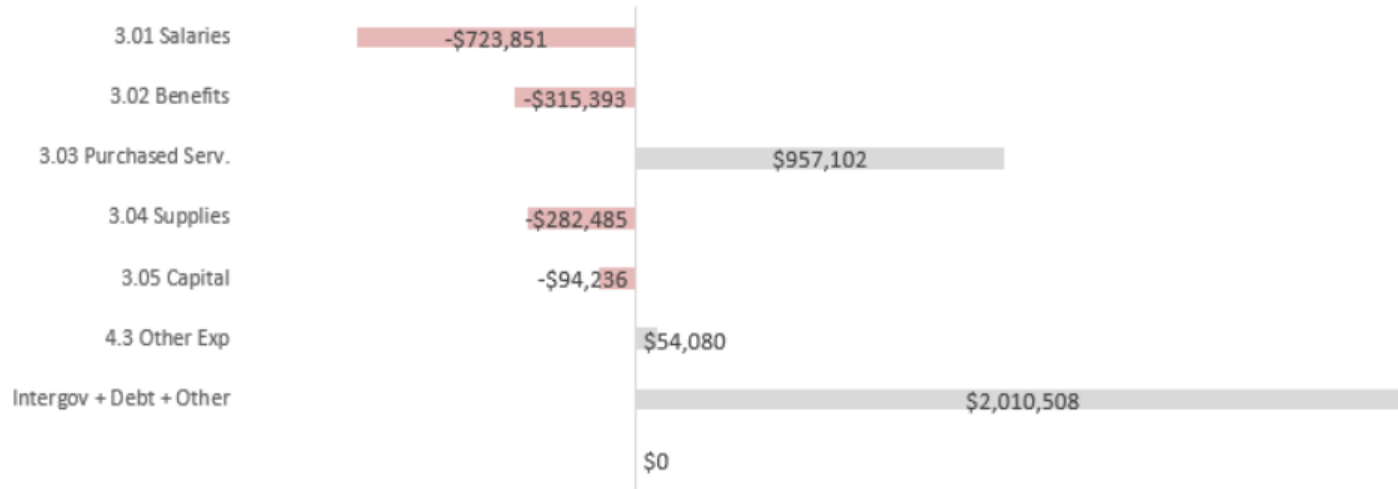 3.01 Salaries -$723,851
3.02 Benefits -$315,393
3.03 Purchased Serv. $957,102
3.04 Supplies -$282,485
3.05 Capital -$94,236
4.3 Other Exp $54,080
Intergov + Debt + Other $2,010,508
$0